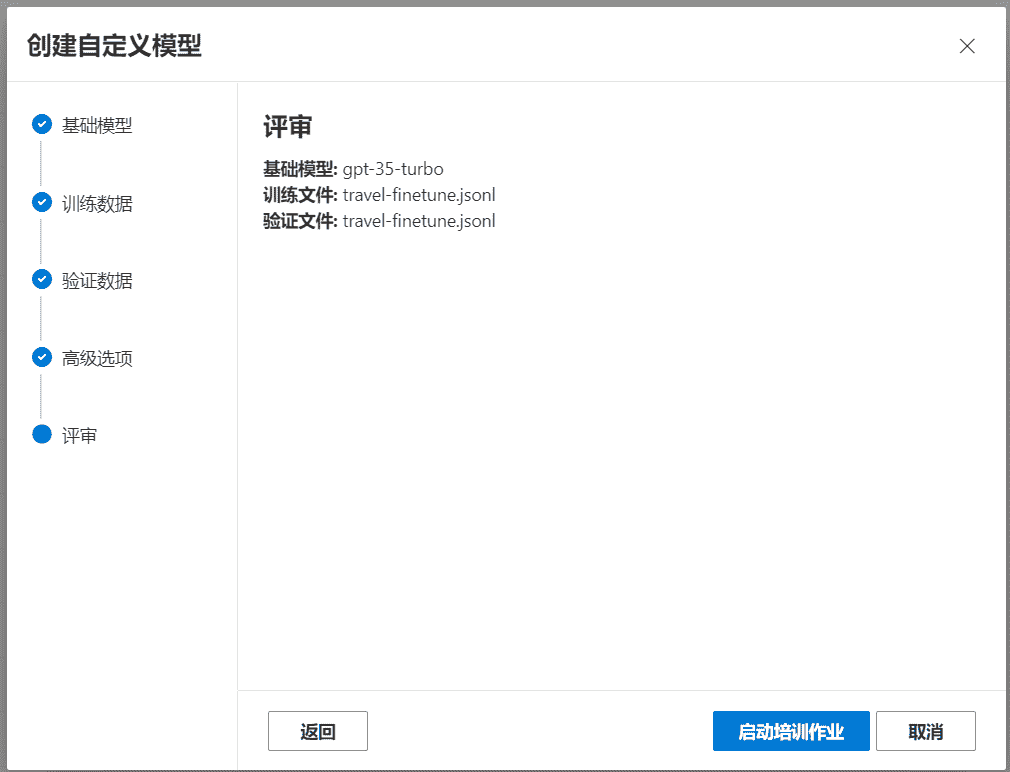 创建自定义模型
基础模型
训练数据
验证数据
高级选项
评审
评审
基础模型: gpt-35-turbo
训练文件: travel-finetune.jsonl
验证文件: travel-finetune.jsonl
返回
启动培训作业
取消